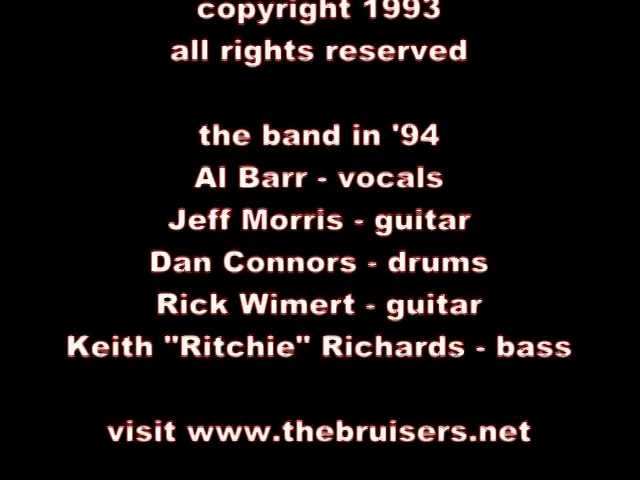 copyright 1993
all rights reserved
the band in '94
Al Barr - vocals
Jeff Morris - guitar
Dan Connors - drums
Rick Wimert - guitar
Keith "Ritchie" Richards - bass
visit www.thebruisers.net